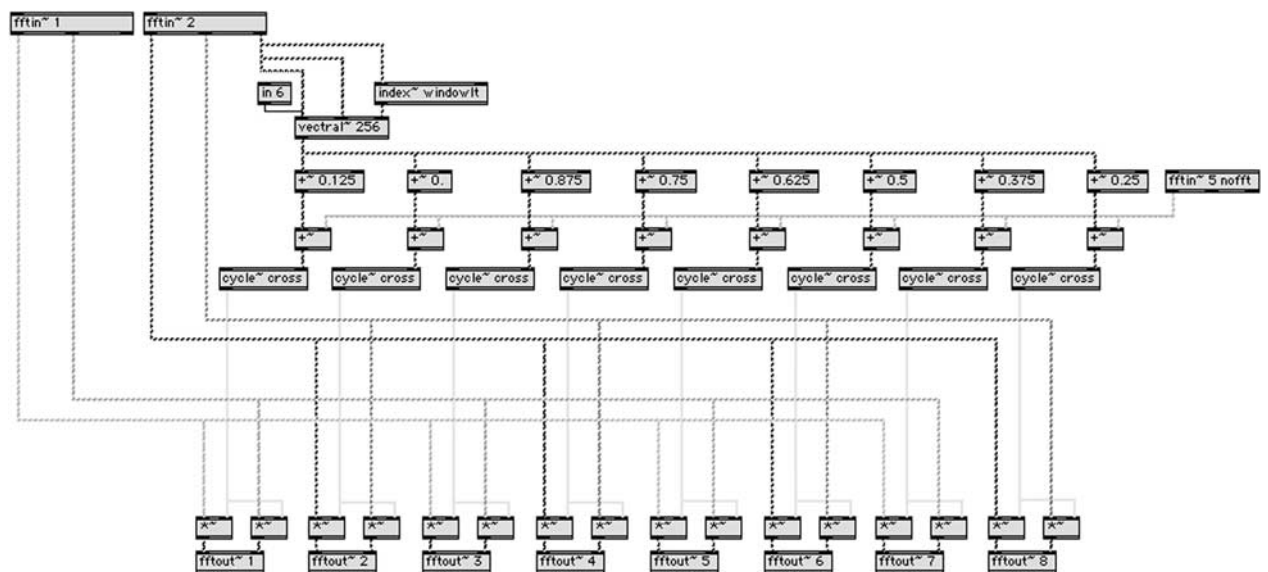 fftin~ 1 fftin~ 2
in 6 index~ windowlt
vectral~ 256
+~ 0.125 +~ 0. +~ 0.875 +~ 0.75 +~ 0.625 +~ 0.5 +~ 0.375 +~ 0.25 fftin~ 5 nofft
+~ +~ +~ +~ +~ +~ +~ +~
cycle~ cross cycle~ cross cycle~ cross cycle~ cross cycle~ cross cycle~ cross cycle~ cross cycle~ cross
*~ *~ *~ *~ *~ *~ *~ *~ *~ *~ *~ *~ *~ *~ *~ *~
fftout~ 1 fftout~ 2 fftout~ 3 fftout~ 4 fftout~ 5 fftout~ 6 fftout~ 7 fftout~ 8